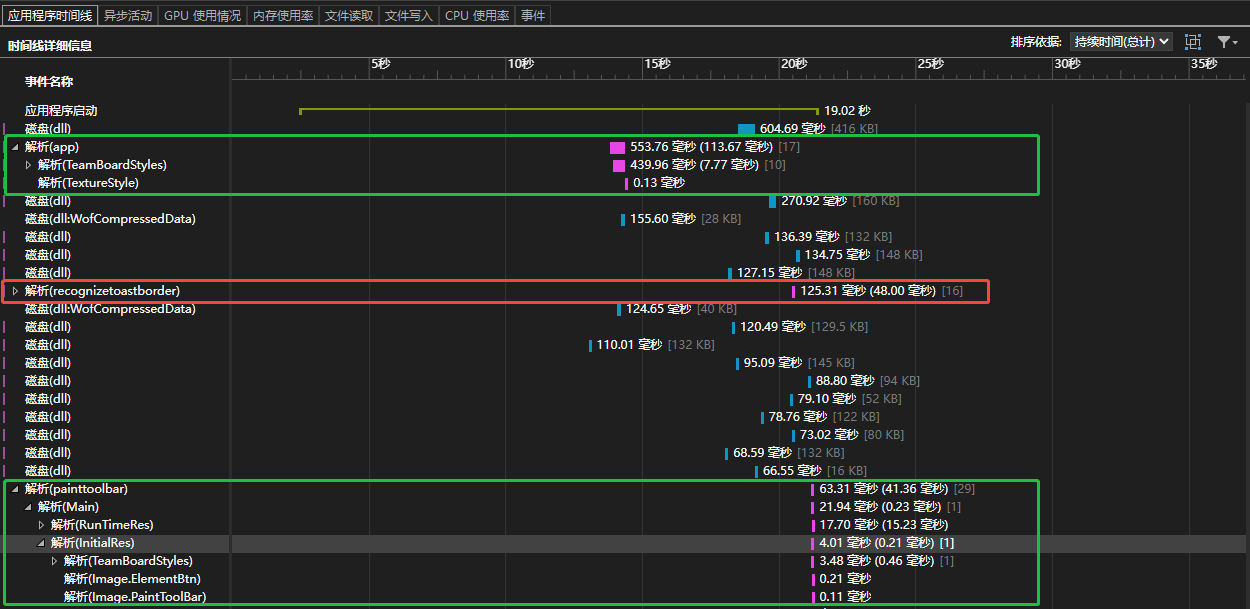 应用程序时间线 异步活动 GPU 使用情况 内存使用率 文件读取 文件写入 CPU 使用率 事件
时间线详细信息 排序依据: 持续时间(总计)
5秒 10秒 15秒 20秒 25秒 30秒 35秒
事件名称
应用程序启动 19.02 秒
磁盘(dll) 604.69 毫秒 [416 KB]
解析(app) 553.76 毫秒 (113.67 毫秒) [17]
解析(TeamBoardStyles) 439.96 毫秒 (7.77 毫秒) [10]
解析(TextureStyle) 0.13 毫秒
磁盘(dll) 270.92 毫秒 [160 KB]
磁盘(dll:WofCompressedData) 155.60 毫秒 [28 KB]
磁盘(dll) 136.39 毫秒 [132 KB]
磁盘(dll) 134.75 毫秒 [148 KB]
磁盘(dll) 127.15 毫秒 [148 KB]
解析(recognizetoastborder) 125.31 毫秒 (48.00 毫秒) [16]
磁盘(dll:WofCompressedData) 124.65 毫秒 [40 KB]
磁盘(dll) 120.49 毫秒 [129.5 KB]
磁盘(dll) 110.01 毫秒 [132 KB]
磁盘(dll) 95.09 毫秒 [145 KB]
磁盘(dll) 88.80 毫秒 [94 KB]
磁盘(dll) 79.10 毫秒 [52 KB]
磁盘(dll) 78.76 毫秒 [122 KB]
磁盘(dll) 73.02 毫秒 [80 KB]
磁盘(dll) 68.59 毫秒 [132 KB]
磁盘(dll) 66.55 毫秒 [16 KB]
解析(painttoolbar) 63.31 毫秒 (41.36 毫秒) [29]
解析(Main) 21.94 毫秒 (0.23 毫秒) [1]
解析(RunTimeRes) 17.70 毫秒 (15.23 毫秒)
解析(InitialRes) 4.01 毫秒 (0.21 毫秒) [1]
解析(TeamBoardStyles) 3.48 毫秒 (0.46 毫秒) [1]
解析(Image.ElementBtn) 0.21 毫秒
解析(Image.PaintToolBar) 0.11 毫秒